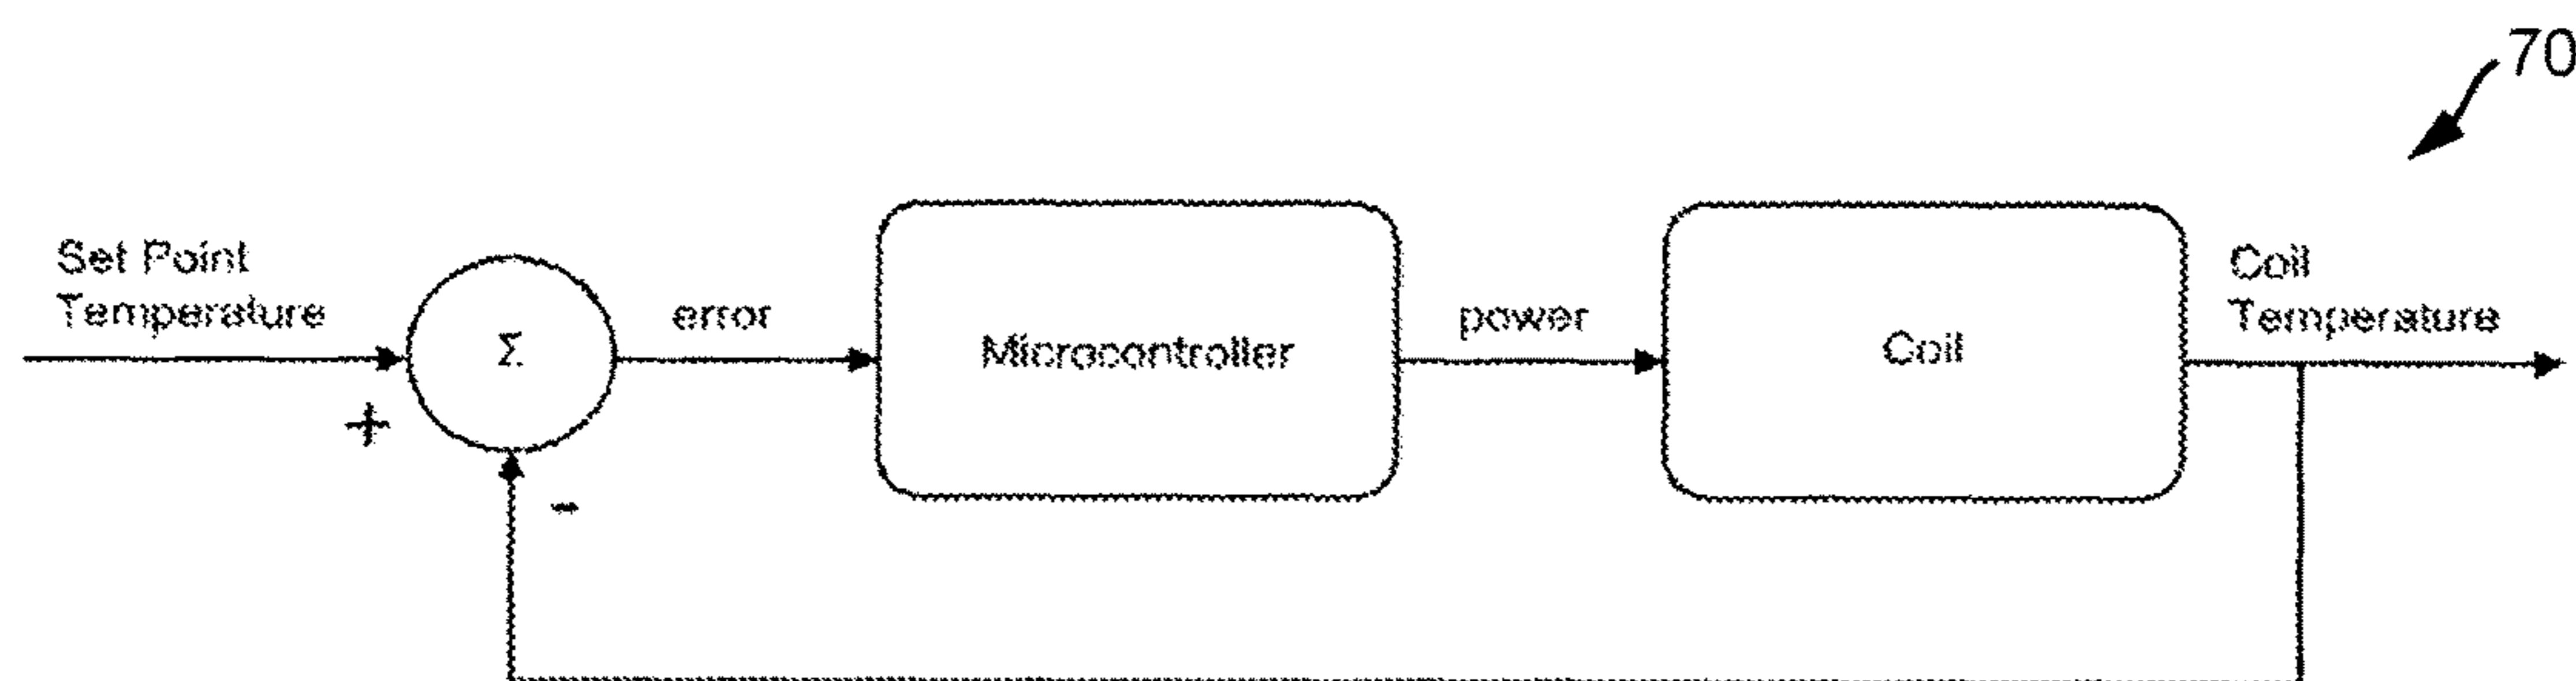 70
Set Point
Temperature
+
Σ
-
error
Microcontroller
power
Coil
Coil
Temperature